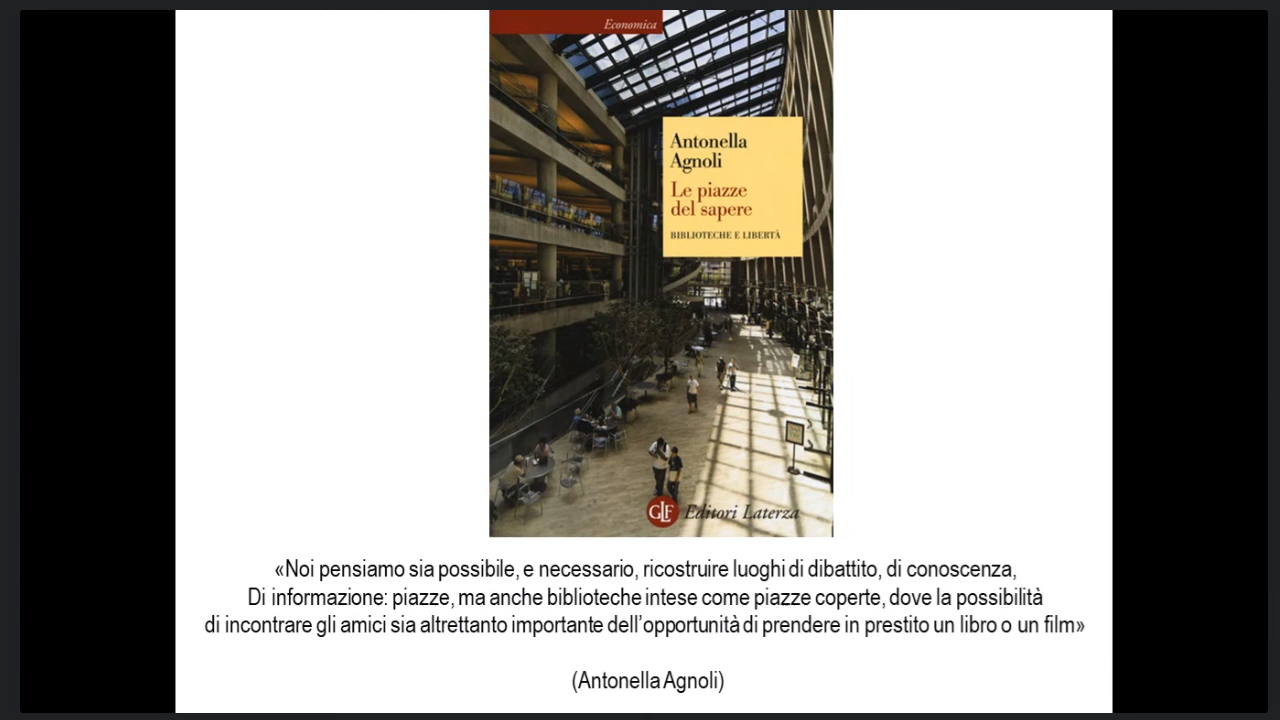 Economica
Antonella
Agnoli
Le piazze
del sapere
BIBLIOTECHE E LIBERTÀ
GLF Editori Laterza
«Noi pensiamo sia possibile, e necessario, ricostruire luoghi di dibattito, di conoscenza,
Di informazione: piazze, ma anche biblioteche intese come piazze coperte, dove la possibilità
di incontrare gli amici sia altrettanto importante dell’opportunità di prendere in prestito un libro o un film»
(Antonella Agnoli)